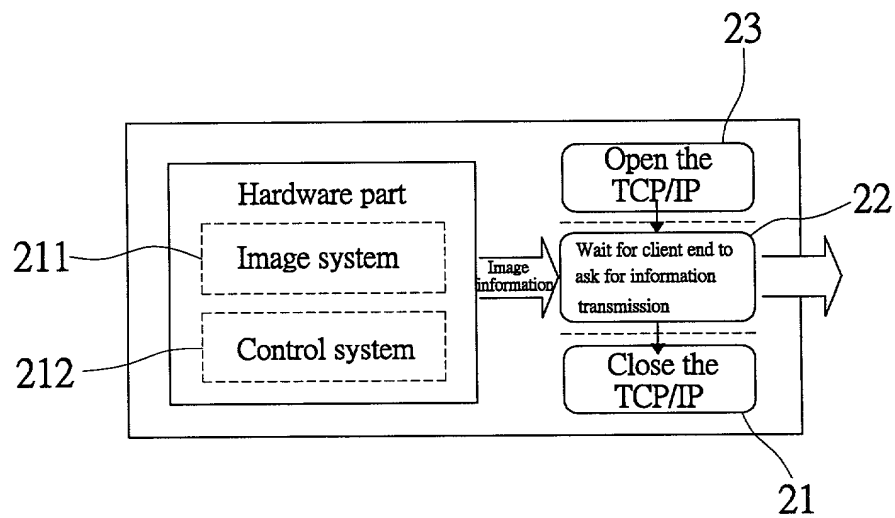 23
Open the
TCP/IP
Hardware part
22
211
Image system
Wait for client end to
ask for information
transmission
Image
information
212
Control system
Close the
TCP/IP
21